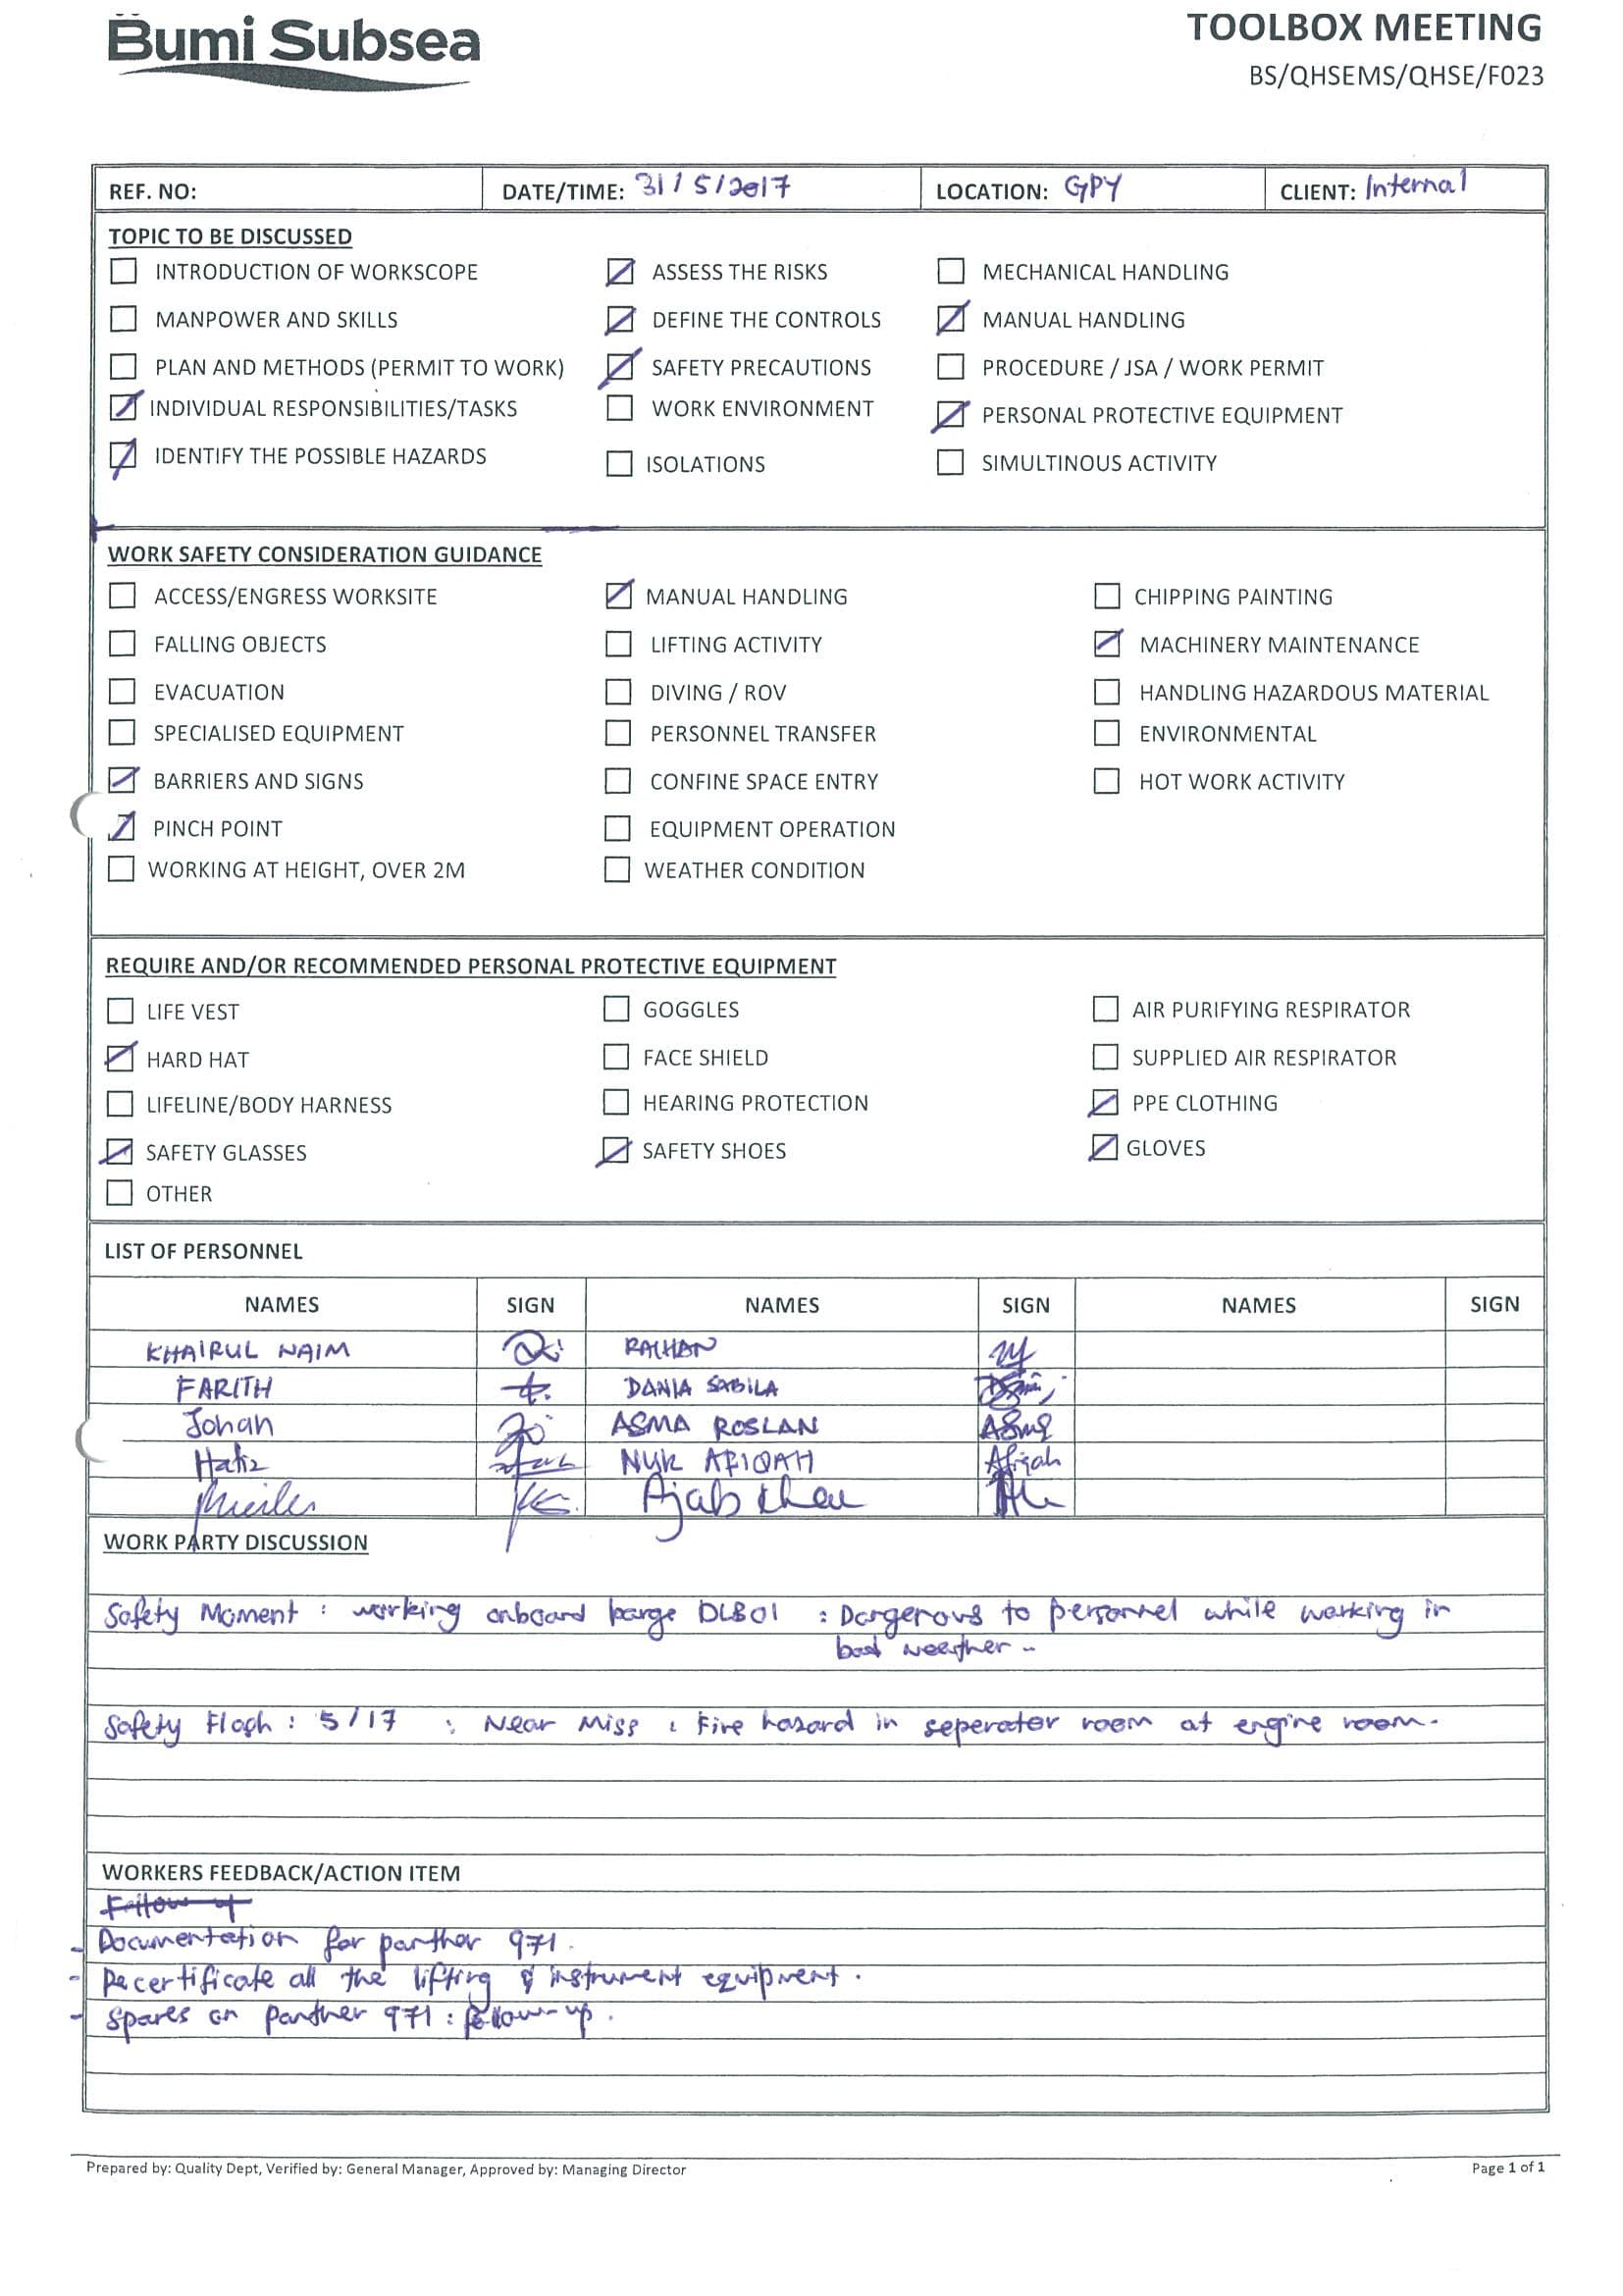 Bumi Subsea
TOOLBOX MEETING
BS/QHSEMS/QHSE/F023
REF. NO: DATE/TIME: 31/5/2017 LOCATION: GPY CLIENT: Internal
TOPIC TO BE DISCUSSED
INTRODUCTION OF WORKSCOPE ASSESS THE RISKS MECHANICAL HANDLING
MANPOWER AND SKILLS DEFINE THE CONTROLS MANUAL HANDLING
PLAN AND METHODS (PERMIT TO WORK) SAFETY PRECAUTIONS PROCEDURE / JSA / WORK PERMIT
INDIVIDUAL RESPONSIBILITIES/TASKS WORK ENVIRONMENT PERSONAL PROTECTIVE EQUIPMENT
IDENTIFY THE POSSIBLE HAZARDS ISOLATIONS SIMULTINOUS ACTIVITY
WORK SAFETY CONSIDERATION GUIDANCE
ACCESS/ENGRESS WORKSITE MANUAL HANDLING CHIPPING PAINTING
FALLING OBJECTS LIFTING ACTIVITY MACHINERY MAINTENANCE
EVACUATION DIVING / ROV HANDLING HAZARDOUS MATERIAL
SPECIALISED EQUIPMENT PERSONNEL TRANSFER ENVIRONMENTAL
BARRIERS AND SIGNS CONFINE SPACE ENTRY HOT WORK ACTIVITY
PINCH POINT EQUIPMENT OPERATION
WORKING AT HEIGHT, OVER 2M WEATHER CONDITION
REQUIRE AND/OR RECOMMENDED PERSONAL PROTECTIVE EQUIPMENT
LIFE VEST GOGGLES AIR PURIFYING RESPIRATOR
HARD HAT FACE SHIELD SUPPLIED AIR RESPIRATOR
LIFELINE/BODY HARNESS HEARING PROTECTION PPE CLOTHING
SAFETY GLASSES SAFETY SHOES GLOVES
OTHER
LIST OF PERSONNEL
NAMES SIGN NAMES SIGN NAMES SIGN
KHAIRUL NAIM RAIHAN
FARITH DANIA SABILA
Johan ASMA ROSLAN Asma
Hafiz NUR AFIQAH Afiqah
Ajab khan
WORK PARTY DISCUSSION
Safety Moment : working onboard barge DLB01 : Dangerous to personnel while working in
bad weather ..
Safety Flash : 5/17 : Near Miss : Fire hazard in seperator room at engine room.
WORKERS FEEDBACK/ACTION ITEM
Follow up
- Documentation for panther 971.
- Recertificate all the lifting & instrument equipment.
- Spares on panther 971 : follow-up.
Prepared by: Quality Dept, Verified by: General Manager, Approved by: Managing Director
Page 1 of 1